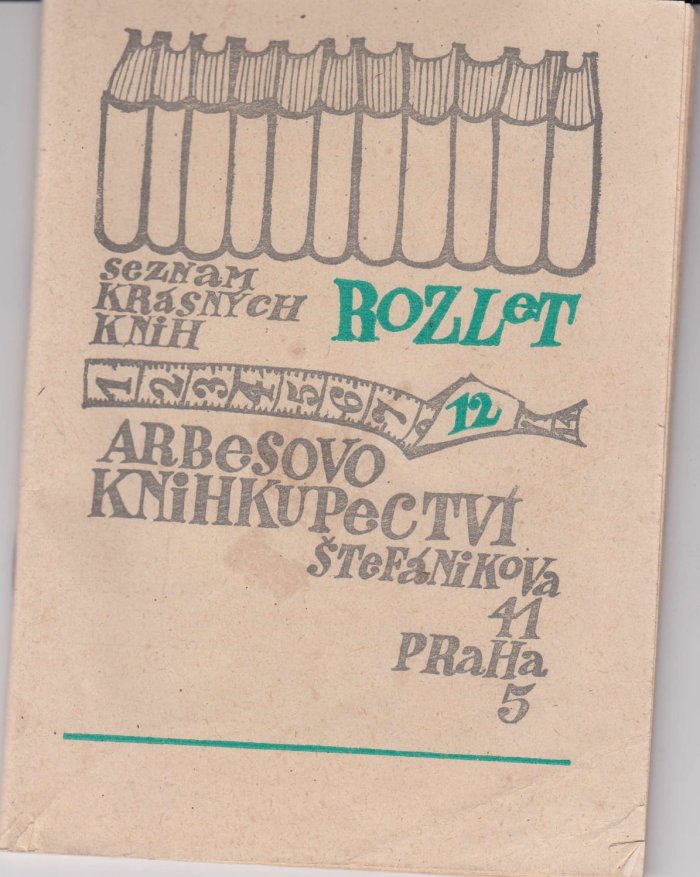 SeZNAM
KRáSNÝCH
KNiH
ROZLeT
1 2 3 4 5 6 7 8
12
ARBeSOVO
KNiHKUPeCTVÍ
ŠTeFáNiKoVa
41
PRaHa
5